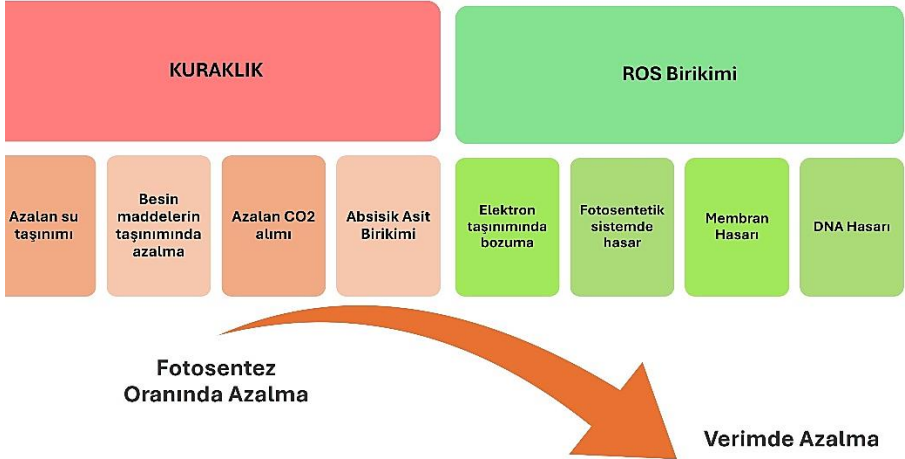 KURAKLIK
ROS Birikimi
Azalan su
taşınımı
Besin
maddelerin
taşınımında
azalma
Azalan CO2
alımı
Absisik Asit
Birikimi
Elektron
taşınımında
bozuma
Fotosentetik
sistemde
hasar
Membran
Hasarı
DNA Hasarı
Fotosentez
Oranında Azalma
Verimde Azalma